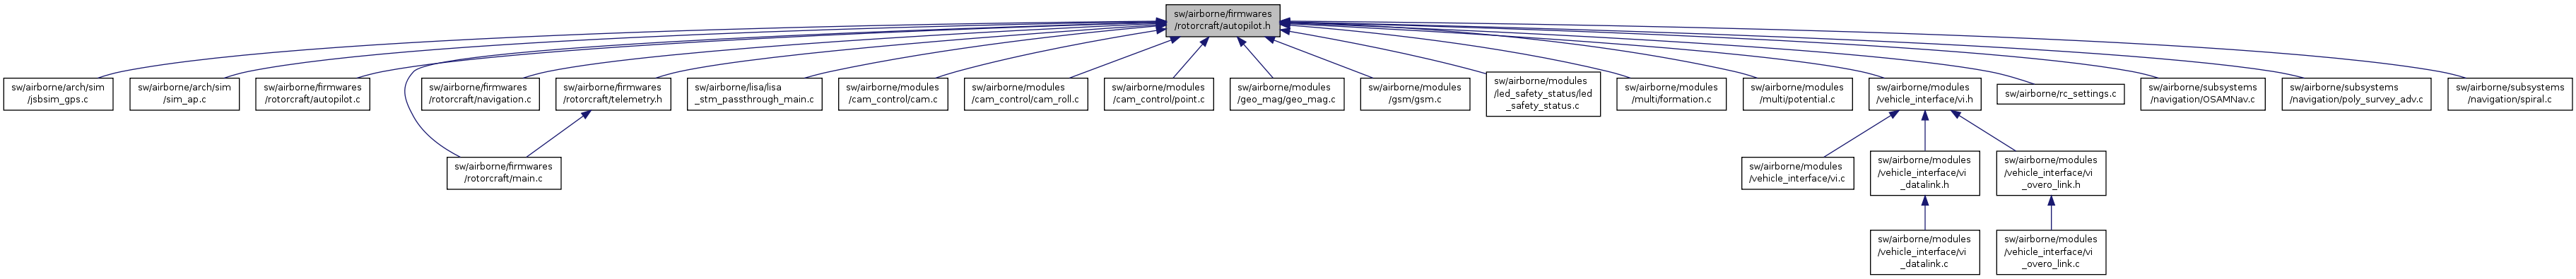 sw/airborne/firmwares
/rotorcraft/autopilot.h
sw/airborne/arch/sim
/jsbsim_gps.c
sw/airborne/arch/sim
/sim_ap.c
sw/airborne/firmwares
/rotorcraft/autopilot.c
sw/airborne/firmwares
/rotorcraft/navigation.c
sw/airborne/firmwares
/rotorcraft/telemetry.h
sw/airborne/lisa/lisa
_stm_passthrough_main.c
sw/airborne/modules
/cam_control/cam.c
sw/airborne/modules
/cam_control/cam_roll.c
sw/airborne/modules
/cam_control/point.c
sw/airborne/modules
/geo_mag/geo_mag.c
sw/airborne/modules
/gsm/gsm.c
sw/airborne/modules
/led_safety_status/led
_safety_status.c
sw/airborne/modules
/multi/formation.c
sw/airborne/modules
/multi/potential.c
sw/airborne/modules
/vehicle_interface/vi.h
sw/airborne/rc_settings.c
sw/airborne/subsystems
/navigation/OSAMNav.c
sw/airborne/subsystems
/navigation/poly_survey_adv.c
sw/airborne/subsystems
/navigation/spiral.c
sw/airborne/firmwares
/rotorcraft/main.c
sw/airborne/modules
/vehicle_interface/vi.c
sw/airborne/modules
/vehicle_interface/vi
_datalink.h
sw/airborne/modules
/vehicle_interface/vi
_overo_link.h
sw/airborne/modules
/vehicle_interface/vi
_datalink.c
sw/airborne/modules
/vehicle_interface/vi
_overo_link.c